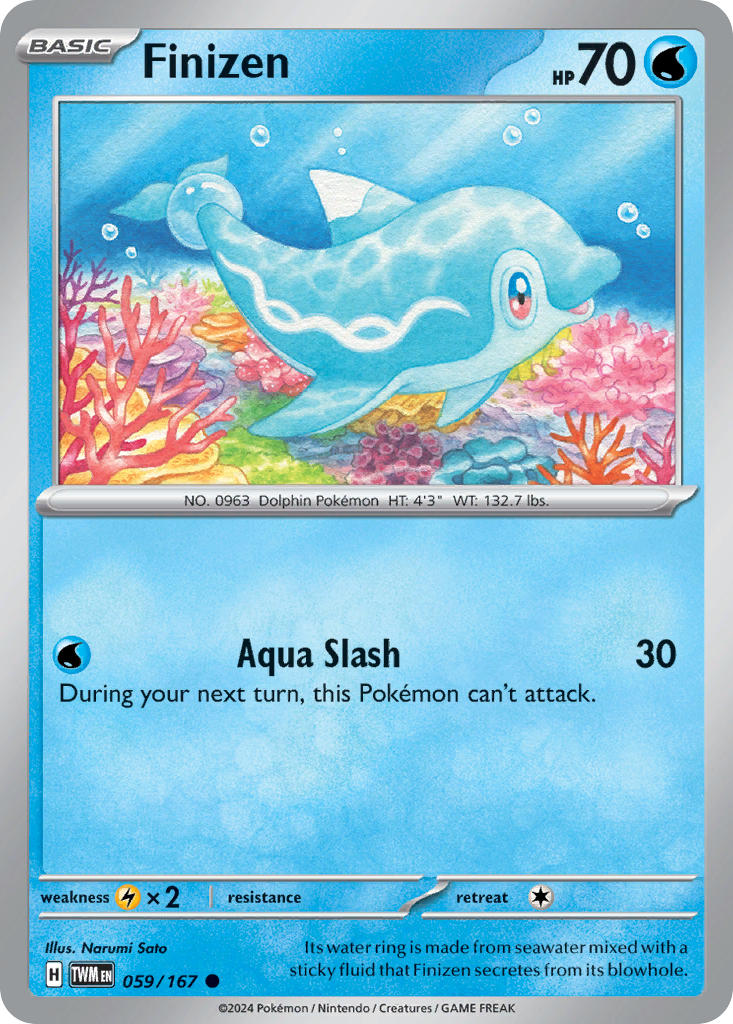 BASIC
Finizen
HP 70
NO. 0963 Dolphin Pokémon HT: 4'3" WT: 132.7 lbs.
Aqua Slash 30
During your next turn, this Pokémon can't attack.
weakness ×2 resistance retreat
Illus. Narumi Sato
Its water ring is made from seawater mixed with a
sticky fluid that Finizen secretes from its blowhole.
H TWM EN 059/167
©2024 Pokémon / Nintendo / Creatures / GAME FREAK